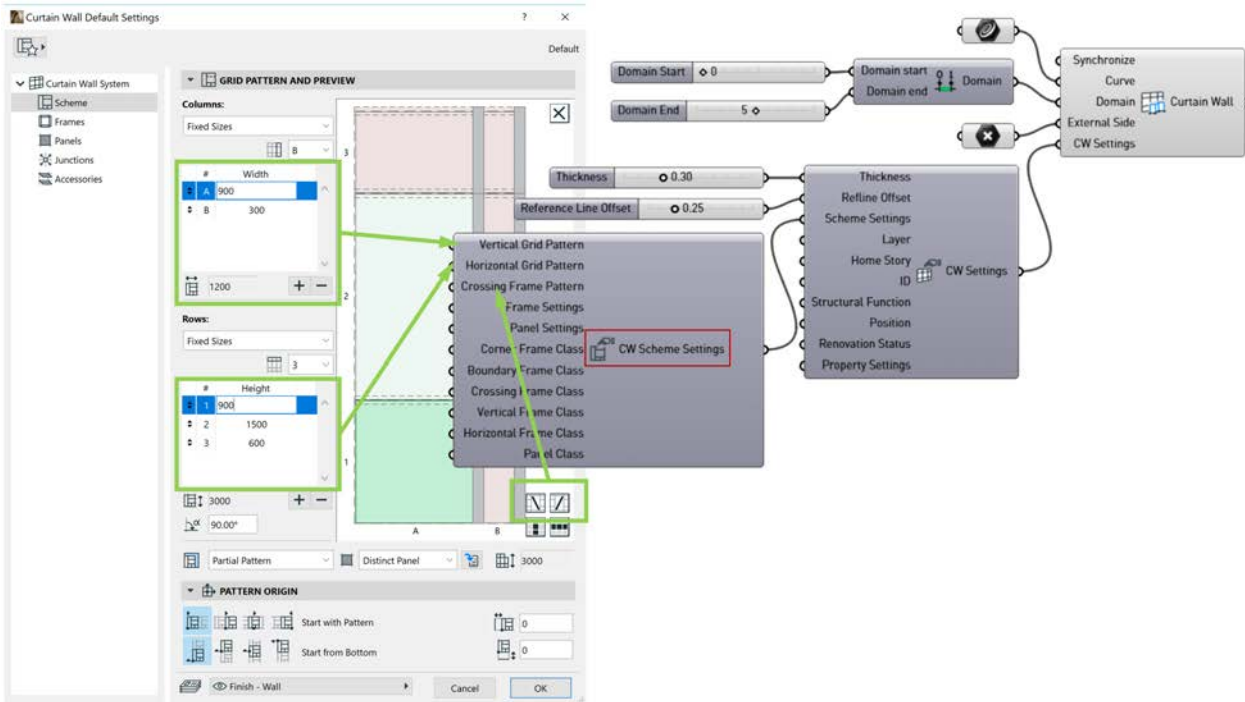 Curtain Wall Default Settings
?
×
Default
Curtain Wall System
Scheme
Frames
Panels
Junctions
Accessories
GRID PATTERN AND PREVIEW
Columns:
Fixed Sizes
B
# Width
A 900
B 300
1200
+ −
Rows:
Fixed Sizes
3
# Height
1 900
2 1500
3 600
3000
+ −
α 90.00°
3
2
1
A B
Partial Pattern
Distinct Panel
3000
PATTERN ORIGIN
Start with Pattern
0
Start from Bottom
0
Finish - Wall
Cancel
OK
Domain Start 0
Domain End 5
Domain start
Domain end
0 1
Domain
Synchronize
Curve
Domain
External Side
CW Settings
Curtain Wall
Thickness 0.30
Reference Line Offset 0.25
Thickness
Refline Offset
Scheme Settings
Layer
Home Story
ID
Structural Function
Position
Renovation Status
Property Settings
CW Settings
Vertical Grid Pattern
Horizontal Grid Pattern
Crossing Frame Pattern
Frame Settings
Panel Settings
Corner Frame Class
Boundary Frame Class
Crossing Frame Class
Vertical Frame Class
Horizontal Frame Class
Panel Class
CW Scheme Settings